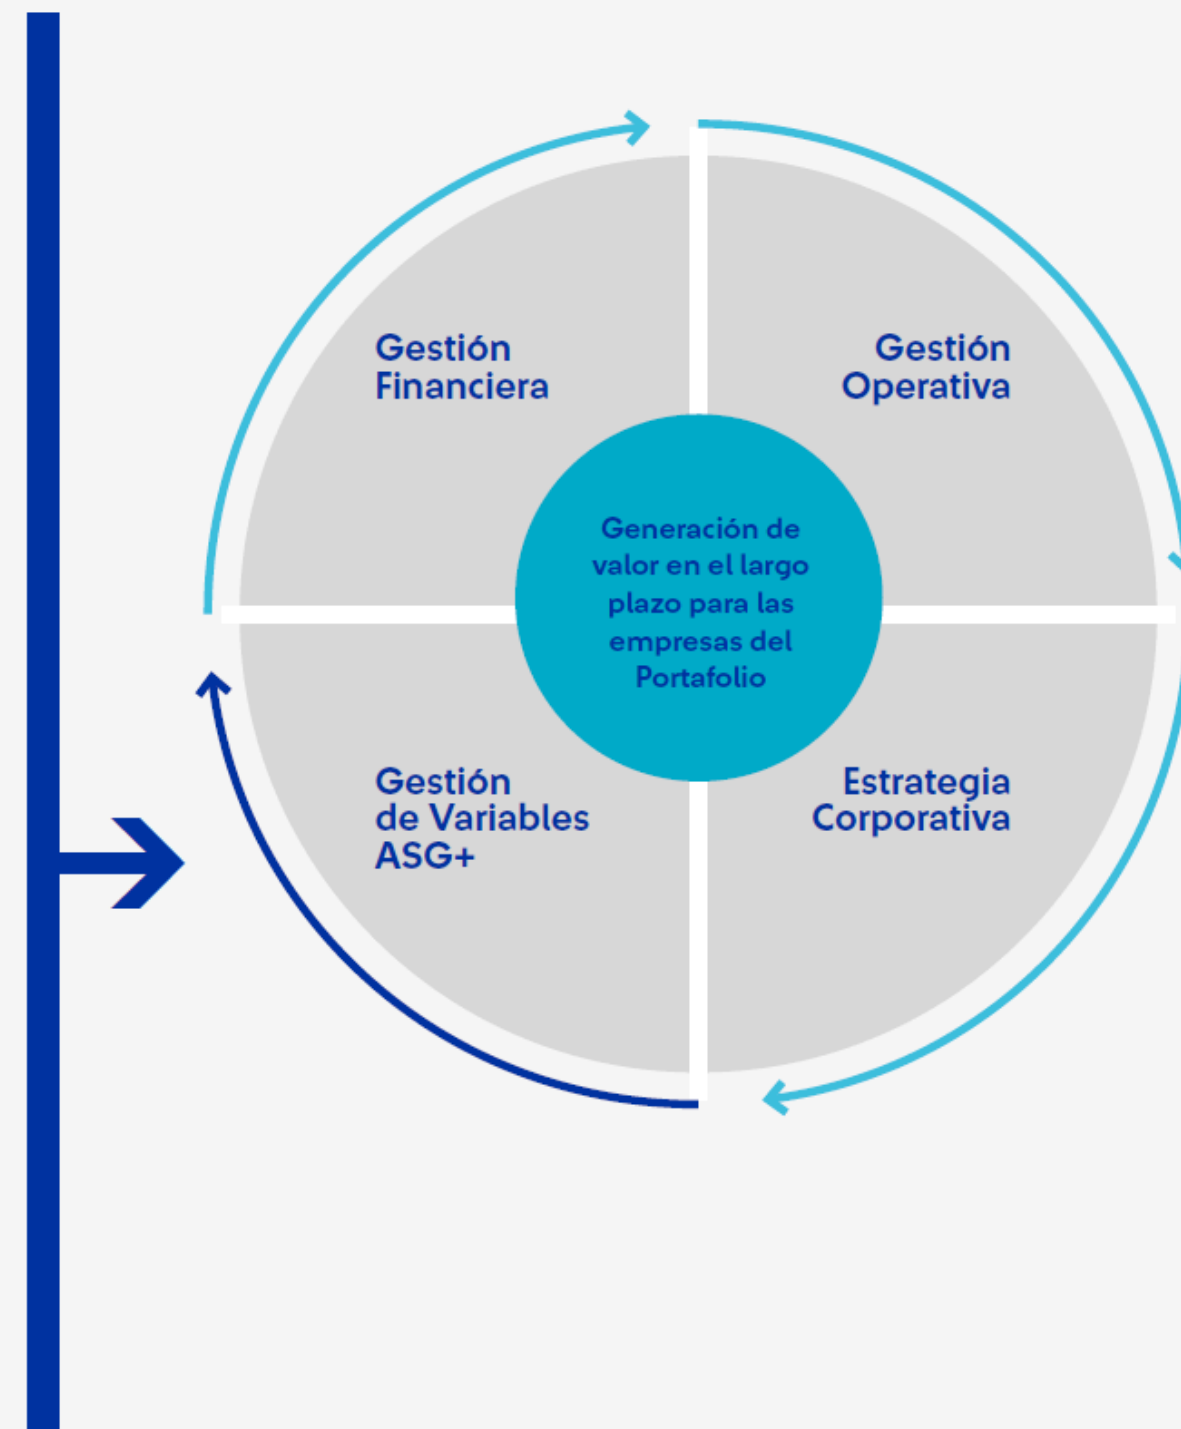 Gestión
Financiera
Gestión
Operativa
Generación de
valor en el largo
plazo para las
empresas del
Portafolio
Gestión
de Variables
ASG+
Estrategia
Corporativa